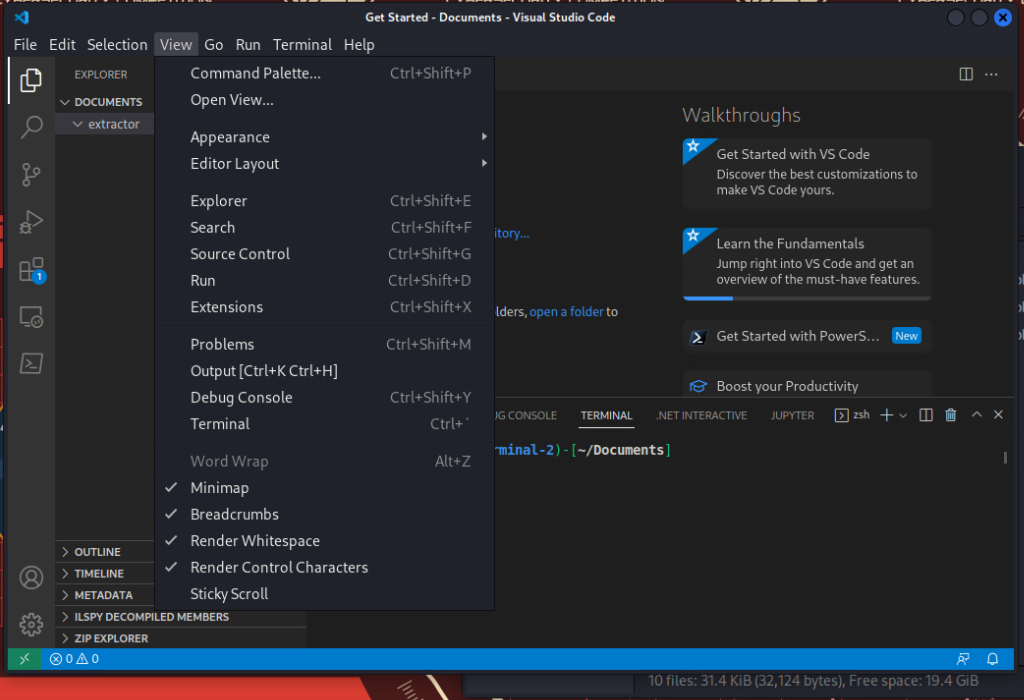 Get Started - Documents - Visual Studio Code
File Edit Selection View Go Run Terminal Help
EXPLORER
DOCUMENTS
extractor
Command Palette... Ctrl+Shift+P
Open View...
Appearance
Editor Layout
Explorer Ctrl+Shift+E
Search Ctrl+Shift+F
Source Control Ctrl+Shift+G
Run Ctrl+Shift+D
Extensions Ctrl+Shift+X
Problems Ctrl+Shift+M
Output [Ctrl+K Ctrl+H]
Debug Console Ctrl+Shift+Y
Terminal Ctrl+`
Word Wrap Alt+Z
Minimap
Breadcrumbs
Render Whitespace
Render Control Characters
Sticky Scroll
itory...
lders, open a folder to
Walkthroughs
Get Started with VS Code
Discover the best customizations to
make VS Code yours.
Learn the Fundamentals
Jump right into VS Code and get an
overview of the must-have features.
Get Started with PowerS... New
Boost your Productivity
UG CONSOLE TERMINAL .NET INTERACTIVE JUPYTER zsh
rminal-2)-[~/Documents]
1
OUTLINE
TIMELINE
METADATA
ILSPY DECOMPILED MEMBERS
ZIP EXPLORER
0 0
10 files: 31.4 KiB (32,124 bytes), Free space: 19.4 GiB